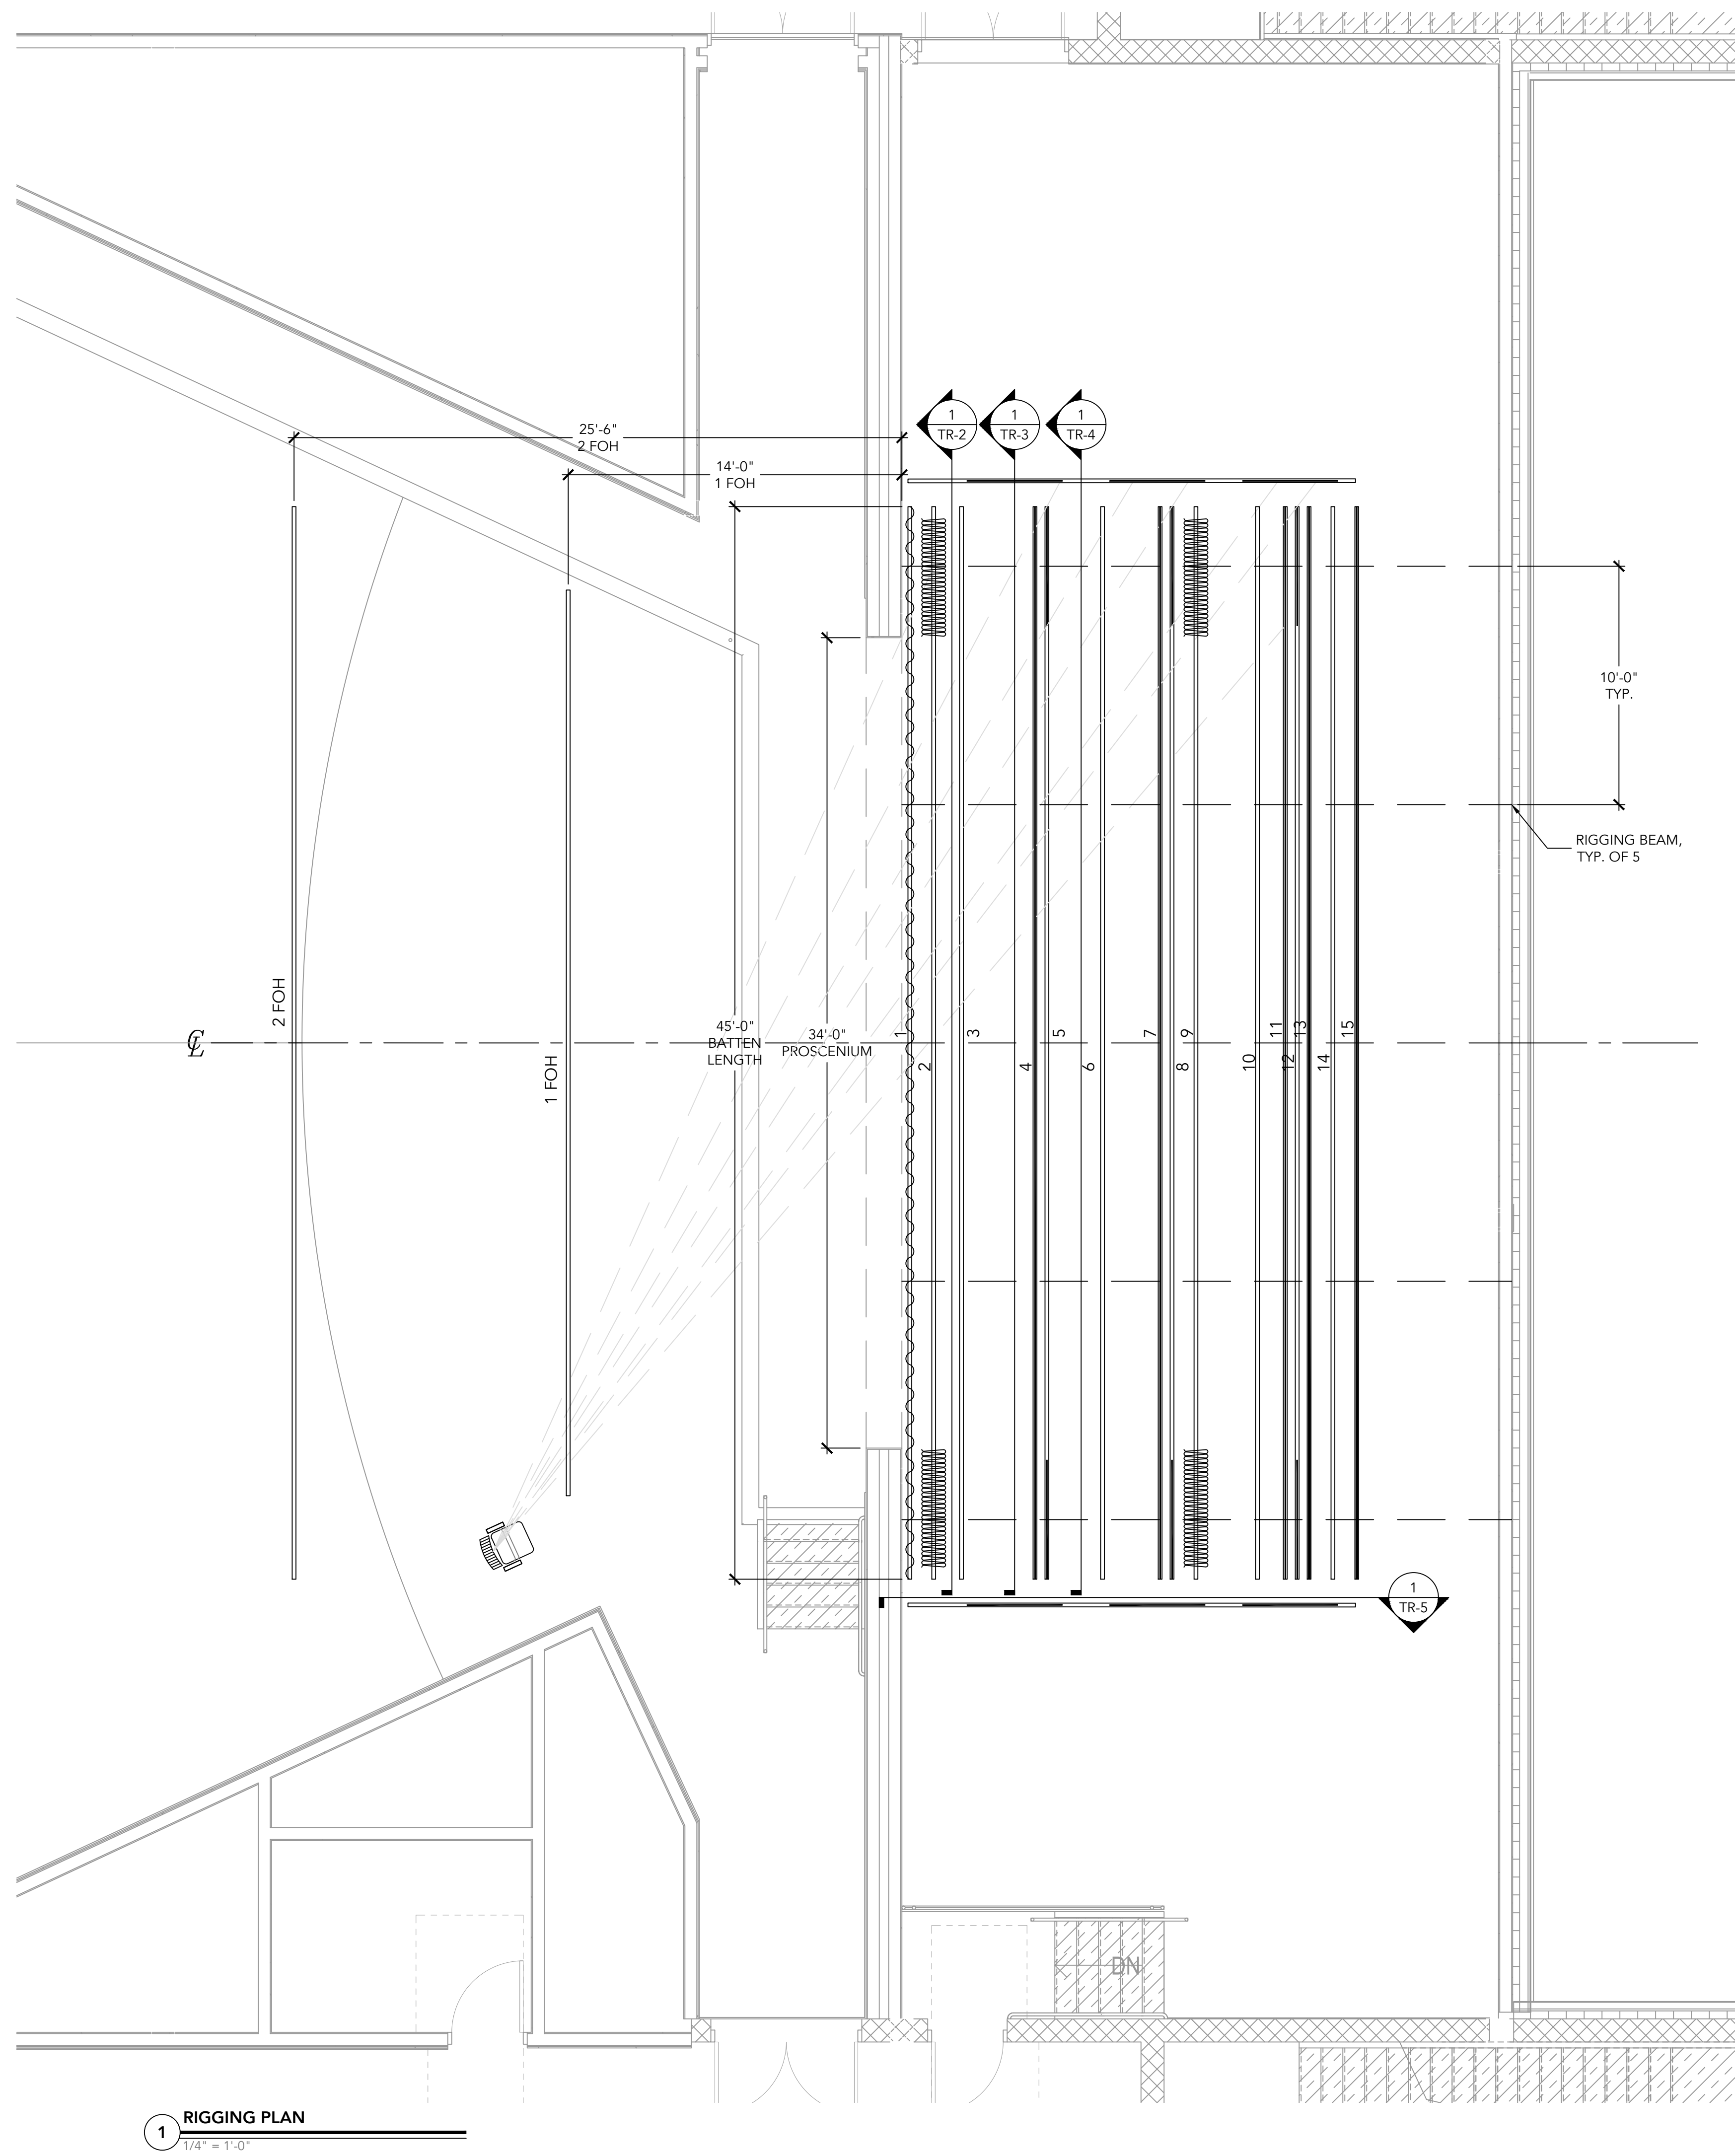 1
TR-2
1
TR-3
1
TR-4
25'-6"
2 FOH
14'-0"
1 FOH
10'-0"
TYP.
RIGGING BEAM,
TYP. OF 5
CL
2 FOH
1 FOH
45'-0"
BATTEN
LENGTH
34'-0"
PROSCENIUM
1
2
3
4
5
6
7
8
9
10
11
12
13
14
15
1
TR-5
DN
1
RIGGING PLAN
1/4" = 1'-0"